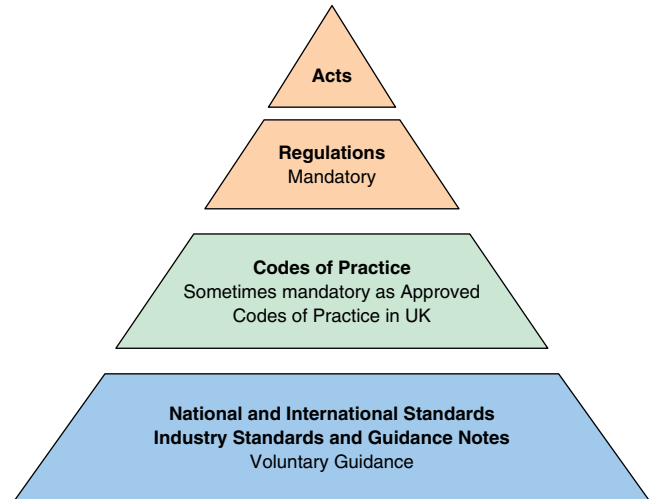 Acts
Regulations
Mandatory
Codes of Practice
Sometimes mandatory as Approved
Codes of Practice in UK
National and International Standards
Industry Standards and Guidance Notes
Voluntary Guidance